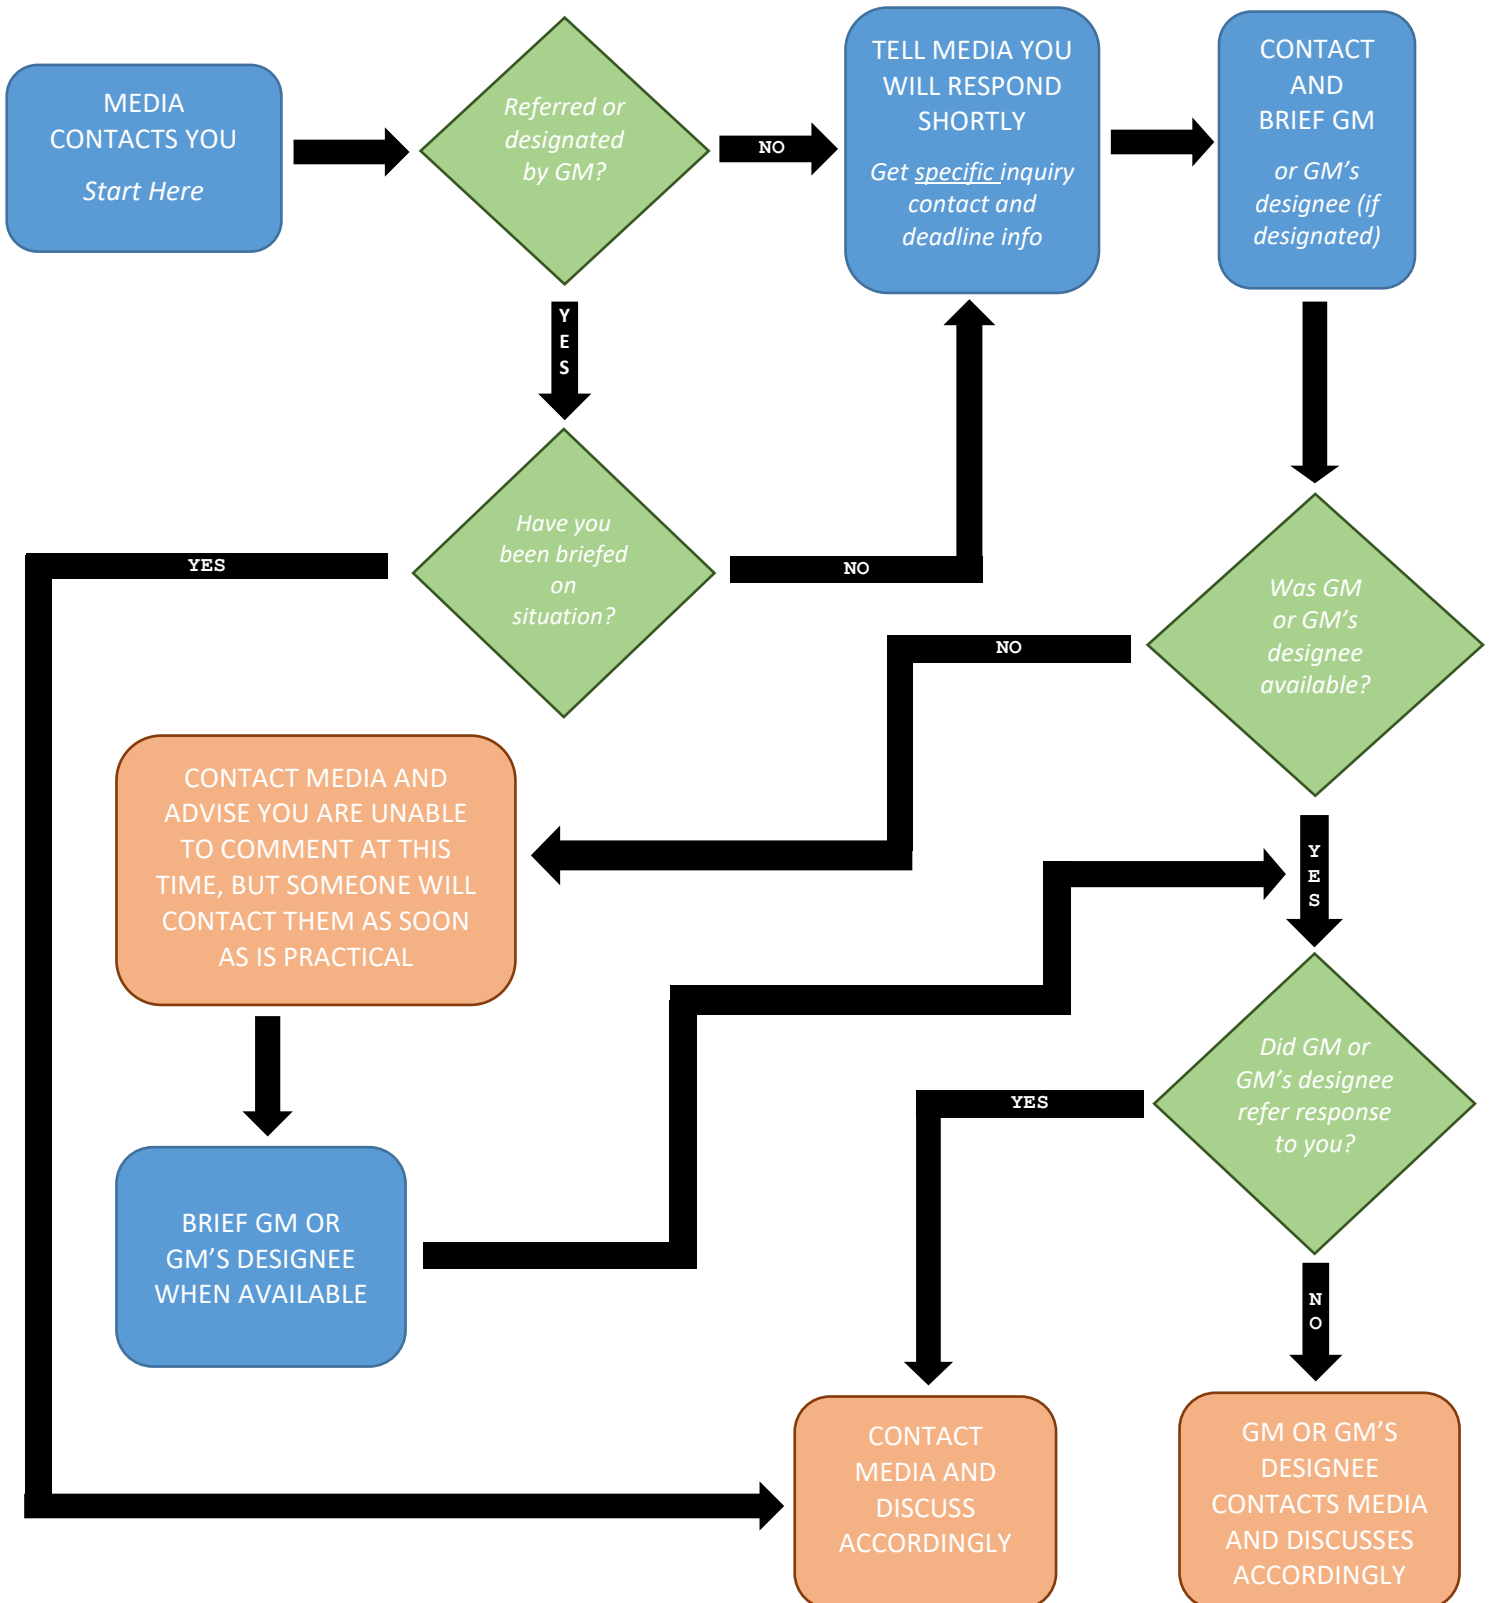 MEDIA
CONTACTS YOU
Start Here
Referred or
designated
by GM?
NO
TELL MEDIA YOU
WILL RESPOND
SHORTLY
Get specific inquiry
contact and
deadline info
CONTACT
AND
BRIEF GM
or GM’s
designee (if
designated)
Y
E
S
Have you
been briefed
on
situation?
YES
NO
Was GM
or GM’s
designee
available?
NO
CONTACT MEDIA AND
ADVISE YOU ARE UNABLE
TO COMMENT AT THIS
TIME, BUT SOMEONE WILL
CONTACT THEM AS SOON
AS IS PRACTICAL
Y
E
S
Did GM or
GM’s designee
refer response
to you?
YES
BRIEF GM OR
GM’S DESIGNEE
WHEN AVAILABLE
N
O
CONTACT
MEDIA AND
DISCUSS
ACCORDINGLY
GM OR GM’S
DESIGNEE
CONTACTS MEDIA
AND DISCUSSES
ACCORDINGLY